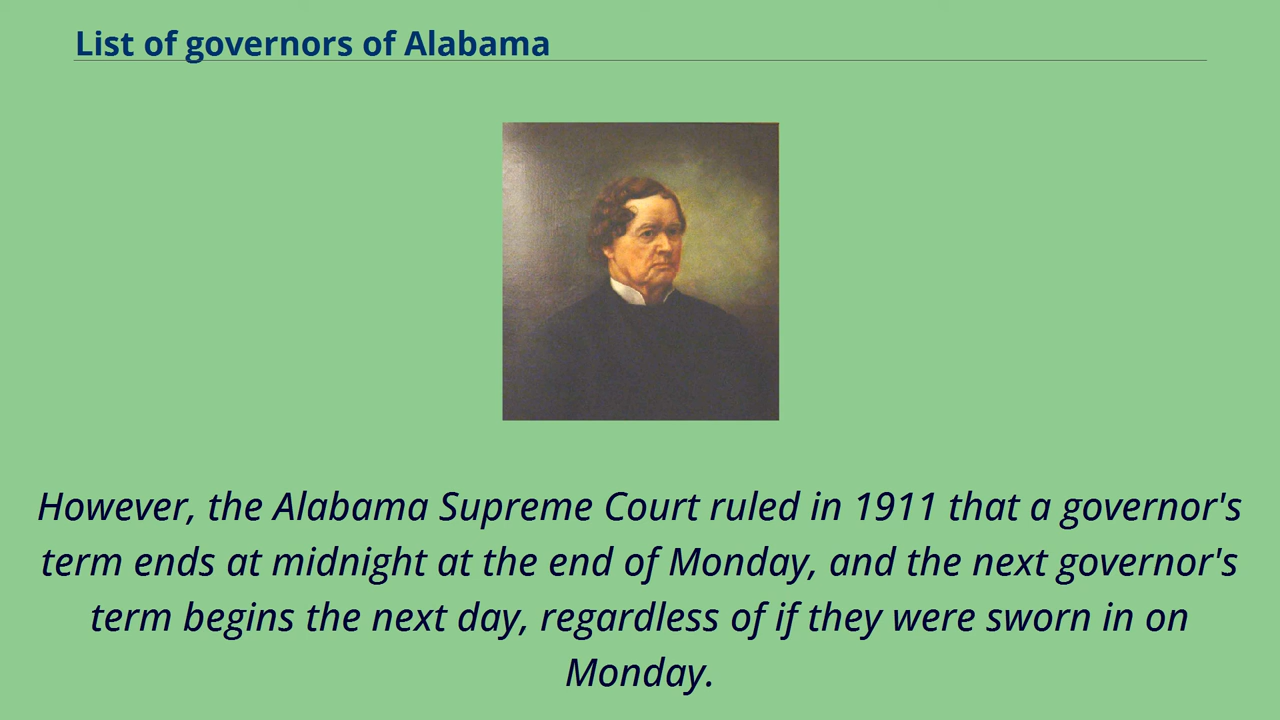 List of governors of Alabama
However, the Alabama Supreme Court ruled in 1911 that a governor's
term ends at midnight at the end of Monday, and the next governor's
term begins the next day, regardless of if they were sworn in on
Monday.